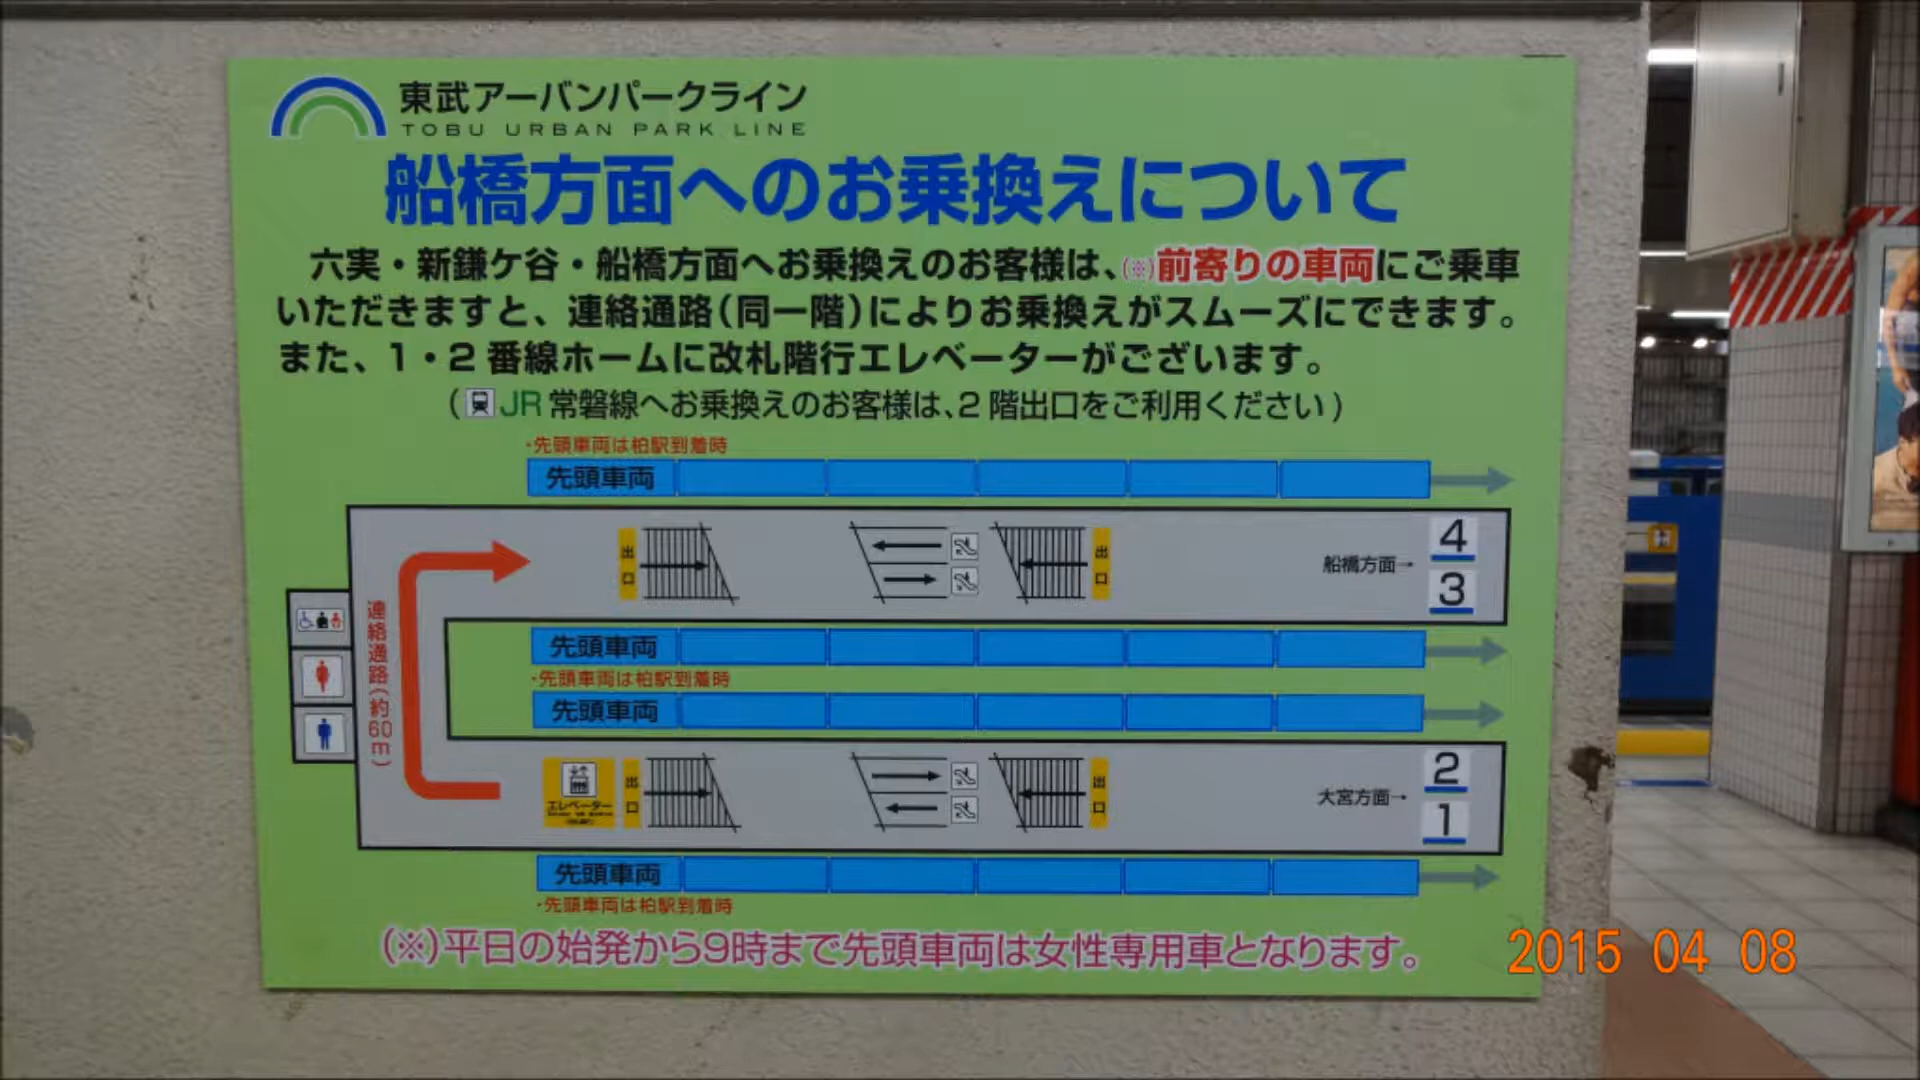 東武アーバンパークライン
TOBU URBAN PARK LINE
船橋方面へのお乗換えについて
六実・新鎌ケ谷・船橋方面へお乗換えのお客様は、(※)前寄りの車両にご乗車
いただきますと、連絡通路(同一階)によりお乗換えがスムーズにできます。
また、1・2番線ホームに改札階行エレベーターがございます。
(JR常磐線へお乗換えのお客様は、2階出口をご利用ください)
・先頭車両は柏駅到着時
先頭車両
出口
出口
船橋方面→
4
3
連絡通路(約60m)
先頭車両
・先頭車両は柏駅到着時
先頭車両
エレベーター
出口
出口
大宮方面→
2
1
先頭車両
・先頭車両は柏駅到着時
(※)平日の始発から9時まで先頭車両は女性専用車となります。
2015 04 08